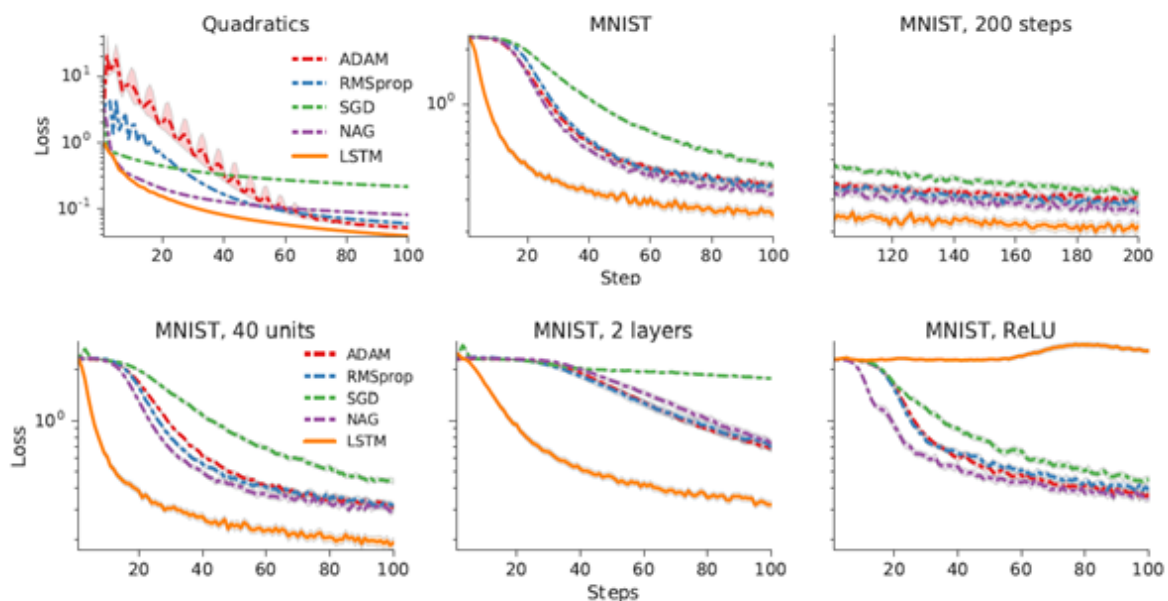 Quadratics
MNIST
MNIST, 200 steps
10¹
10⁰
10⁻¹
Loss
ADAM
RMSprop
SGD
NAG
LSTM
20 40 60 80 100
10⁰
20 40 60 80 100
Step
120 140 160 180 200
MNIST, 40 units
MNIST, 2 layers
MNIST, ReLU
10⁰
Loss
ADAM
RMSprop
SGD
NAG
LSTM
20 40 60 80 100
20 40 60 80 100
Steps
20 40 60 80 100